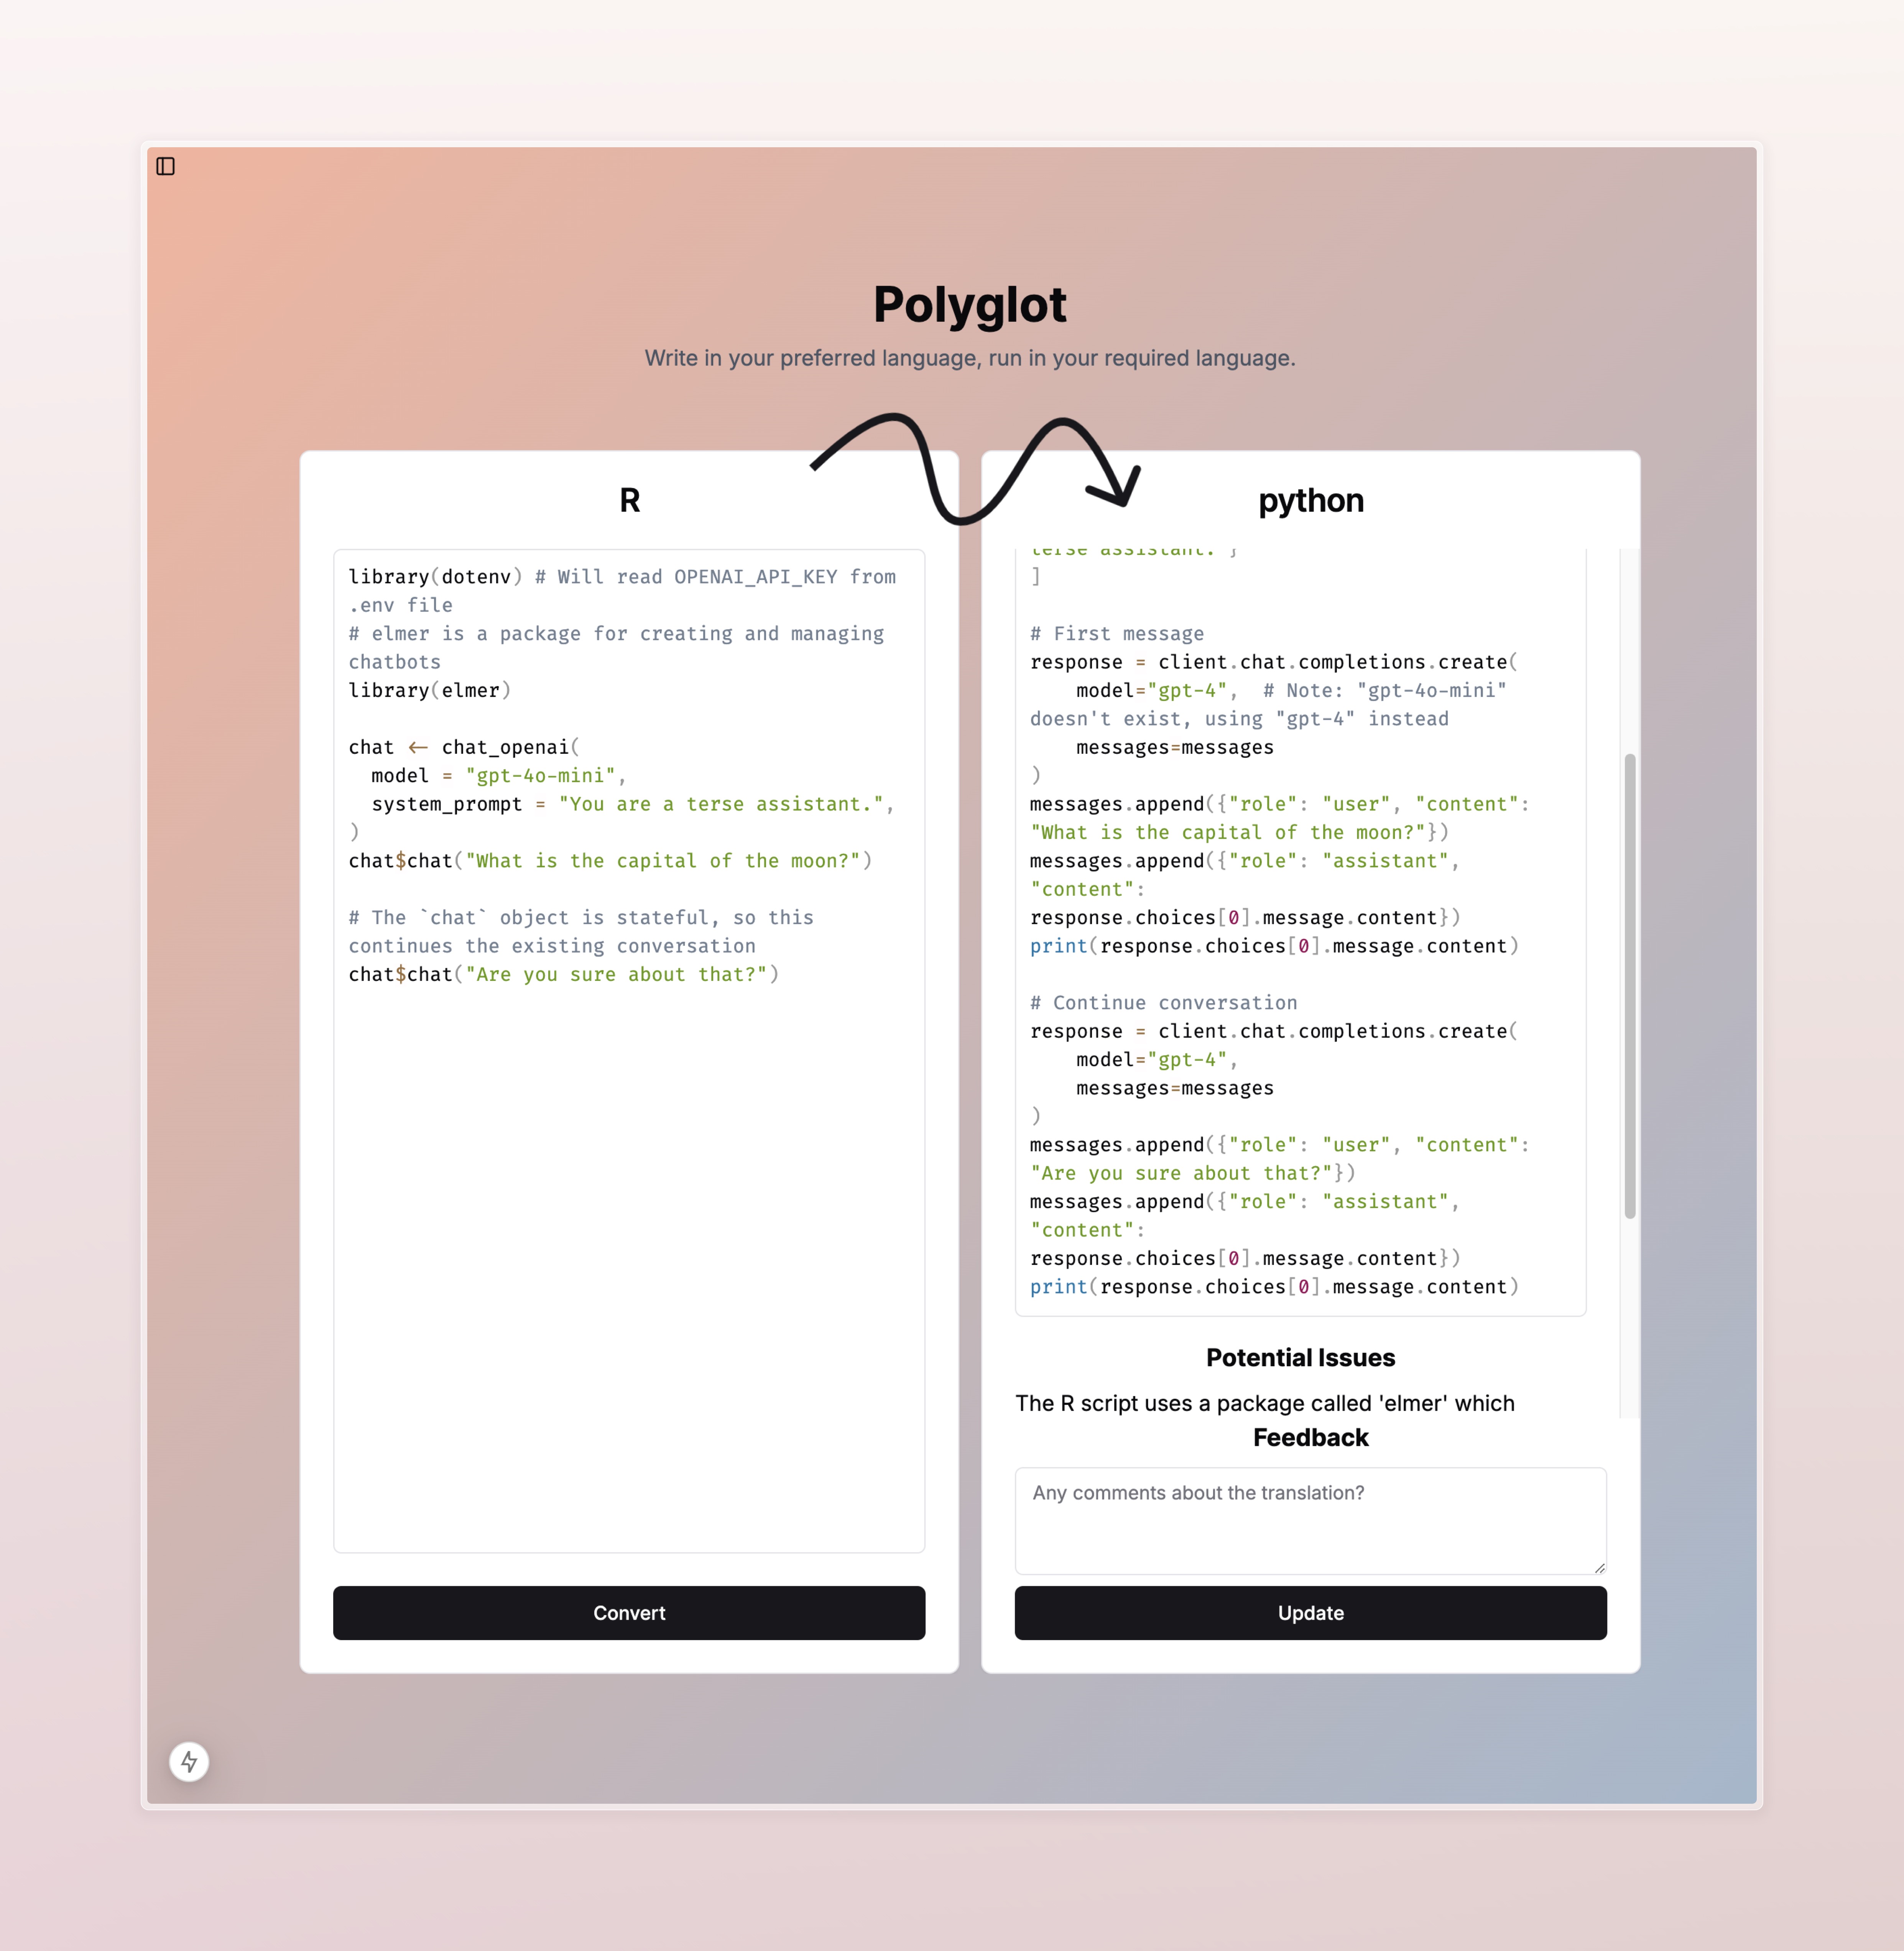 Polyglot
Write in your preferred language, run in your required language.
R
library(dotenv) # Will read OPENAI_API_KEY from
.env file
# elmer is a package for creating and managing
chatbots
library(elmer)
chat <- chat_openai(
  model = "gpt-4o-mini",
  system_prompt = "You are a terse assistant.",
)
chat$chat("What is the capital of the moon?")
# The `chat` object is stateful, so this
continues the existing conversation
chat$chat("Are you sure about that?")
Convert
python
terse assistant."}
]
# First message
response = client.chat.completions.create(
    model="gpt-4",  # Note: "gpt-4o-mini"
doesn't exist, using "gpt-4" instead
    messages=messages
)
messages.append({"role": "user", "content":
"What is the capital of the moon?"})
messages.append({"role": "assistant",
"content":
response.choices[0].message.content})
print(response.choices[0].message.content)
# Continue conversation
response = client.chat.completions.create(
    model="gpt-4",
    messages=messages
)
messages.append({"role": "user", "content":
"Are you sure about that?"})
messages.append({"role": "assistant",
"content":
response.choices[0].message.content})
print(response.choices[0].message.content)
Potential Issues
The R script uses a package called 'elmer' which
Feedback
Any comments about the translation?
Update